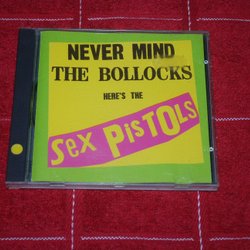 NEVER MIND
THE BOLLOCKS
HERE'S THE
Sex PisTOls